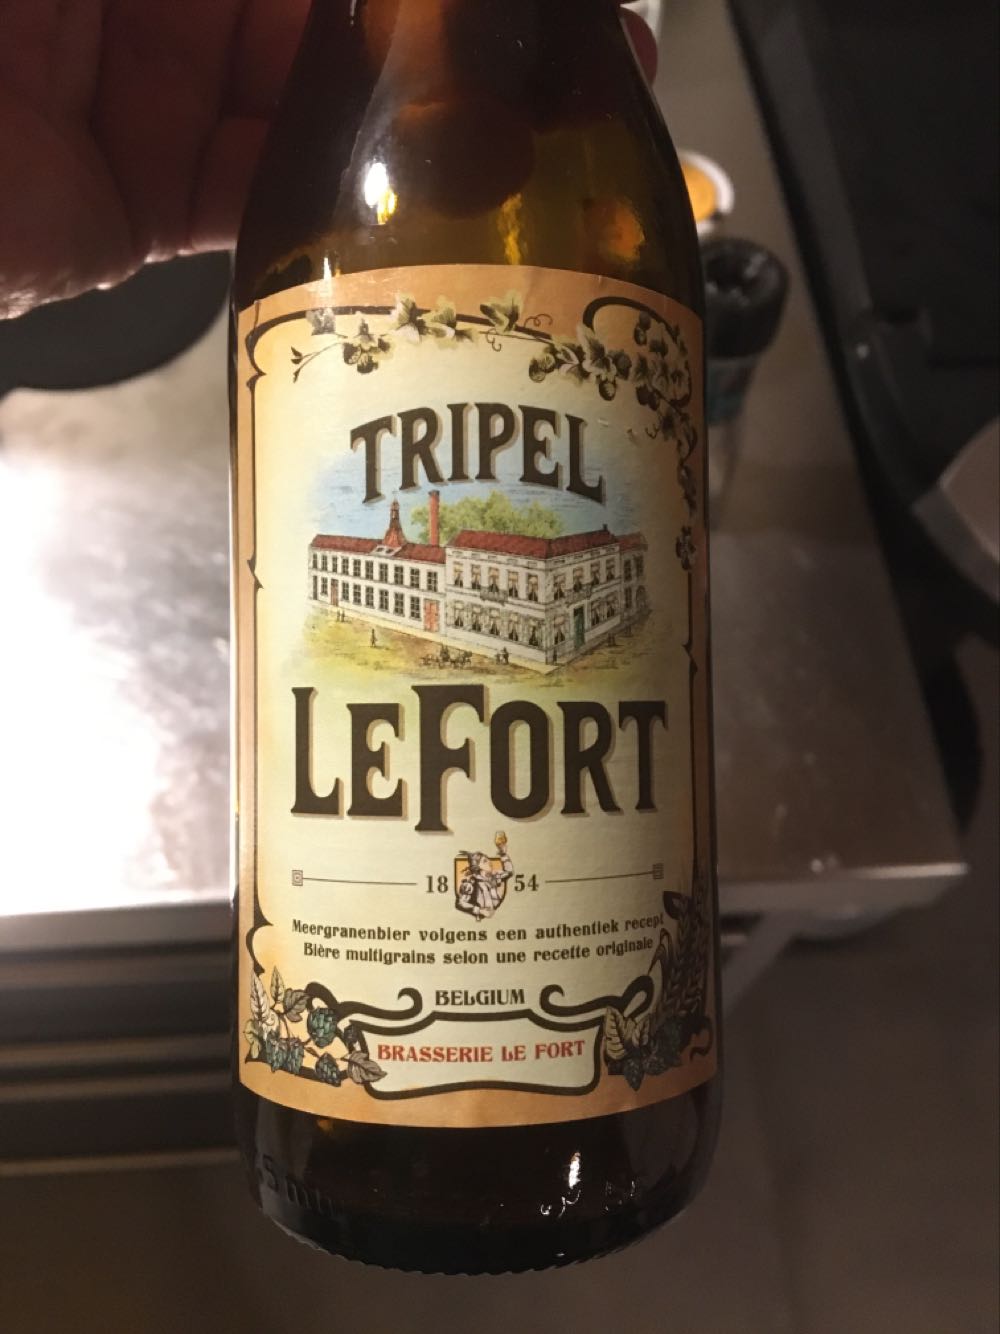 TRIPEL
LEFORT
18 54
Meergranenbier volgens een authentiek recept
Bière multigrains selon une recette originale
BELGIUM
BRASSERIE LE FORT